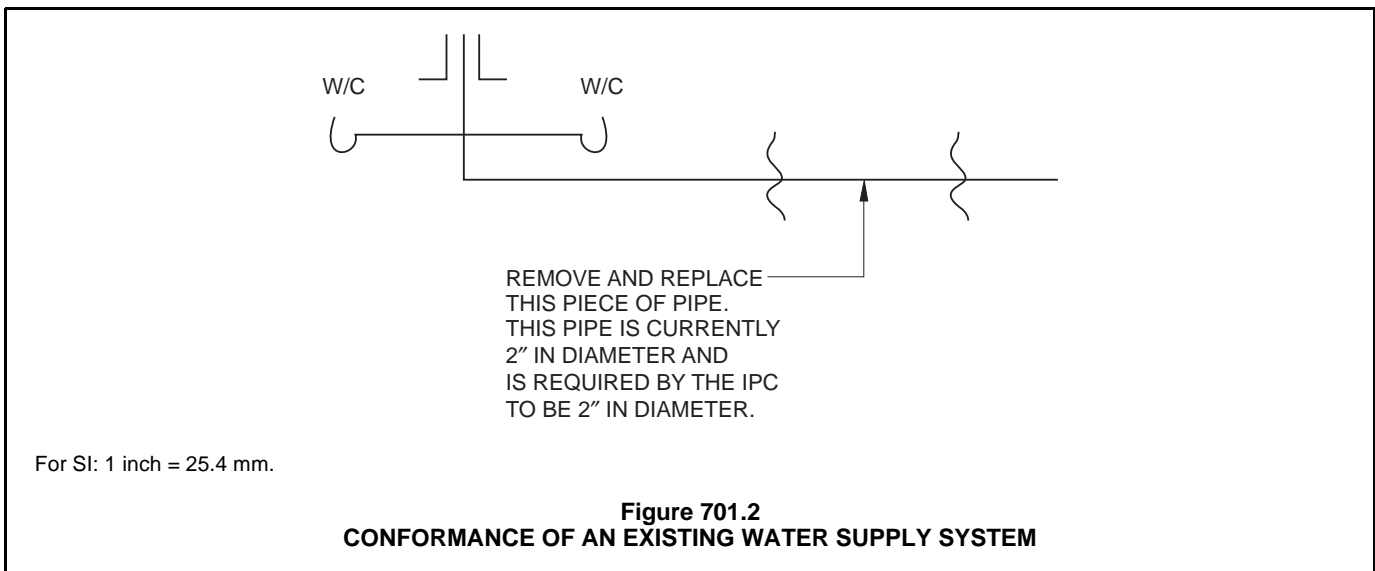 W/C
W/C
REMOVE AND REPLACE
THIS PIECE OF PIPE.
THIS PIPE IS CURRENTLY
2″ IN DIAMETER AND
IS REQUIRED BY THE IPC
TO BE 2″ IN DIAMETER.
For SI: 1 inch = 25.4 mm.
Figure 701.2
CONFORMANCE OF AN EXISTING WATER SUPPLY SYSTEM